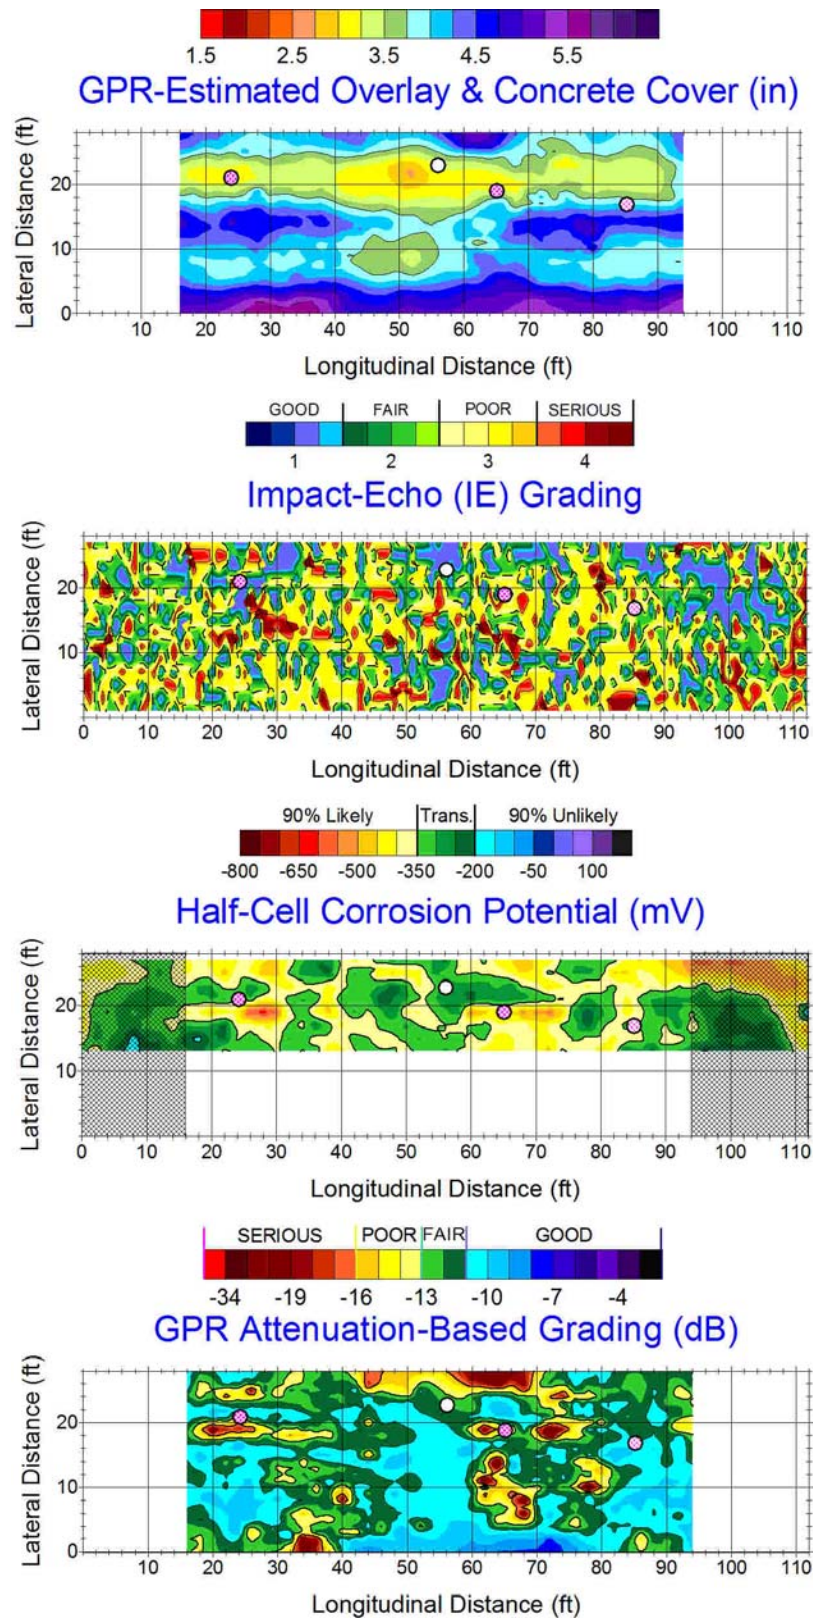 1.5 2.5 3.5 4.5 5.5
GPR-Estimated Overlay & Concrete Cover (in)
Lateral Distance (ft)
20
10
0
10 20 30 40 50 60 70 80 90 100 110
Longitudinal Distance (ft)
GOOD FAIR POOR SERIOUS
1 2 3 4
Impact-Echo (IE) Grading
Lateral Distance (ft)
20
10
0 10 20 30 40 50 60 70 80 90 100 110
Longitudinal Distance (ft)
90% Likely Trans. 90% Unlikely
-800 -650 -500 -350 -200 -50 100
Half-Cell Corrosion Potential (mV)
Lateral Distance (ft)
20
10
0 10 20 30 40 50 60 70 80 90 100 110
Longitudinal Distance (ft)
SERIOUS POOR FAIR GOOD
-34 -19 -16 -13 -10 -7 -4
GPR Attenuation-Based Grading (dB)
Lateral Distance (ft)
20
10
0
10 20 30 40 50 60 70 80 90 100 110
Longitudinal Distance (ft)